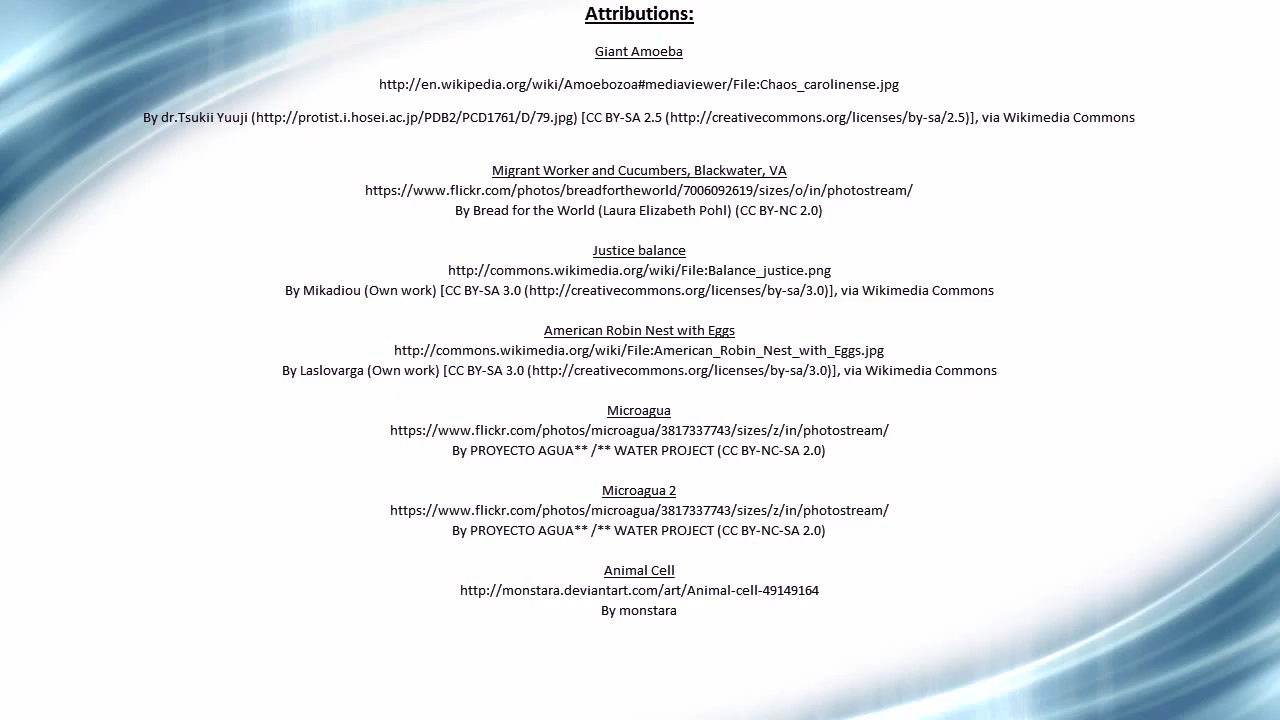 Attributions:
Giant Amoeba
http://en.wikipedia.org/wiki/Amoebozoa#mediaviewer/File:Chaos_carolinense.jpg
By dr.Tsukii Yuuji (http://protist.i.hosei.ac.jp/PDB2/PCD1761/D/79.jpg) [CC BY-SA 2.5 (http://creativecommons.org/licenses/by-sa/2.5)], via Wikimedia Commons
Migrant Worker and Cucumbers, Blackwater, VA
https://www.flickr.com/photos/breadfortheworld/7006092619/sizes/o/in/photostream/
By Bread for the World (Laura Elizabeth Pohl) (CC BY-NC 2.0)
Justice balance
http://commons.wikimedia.org/wiki/File:Balance_justice.png
By Mikadiou (Own work) [CC BY-SA 3.0 (http://creativecommons.org/licenses/by-sa/3.0)], via Wikimedia Commons
American Robin Nest with Eggs
http://commons.wikimedia.org/wiki/File:American_Robin_Nest_with_Eggs.jpg
By Laslovarga (Own work) [CC BY-SA 3.0 (http://creativecommons.org/licenses/by-sa/3.0)], via Wikimedia Commons
Microagua
https://www.flickr.com/photos/microagua/3817337743/sizes/z/in/photostream/
By PROYECTO AGUA** /** WATER PROJECT (CC BY-NC-SA 2.0)
Microagua 2
https://www.flickr.com/photos/microagua/3817337743/sizes/z/in/photostream/
By PROYECTO AGUA** /** WATER PROJECT (CC BY-NC-SA 2.0)
Animal Cell
http://monstara.deviantart.com/art/Animal-cell-49149164
By monstara